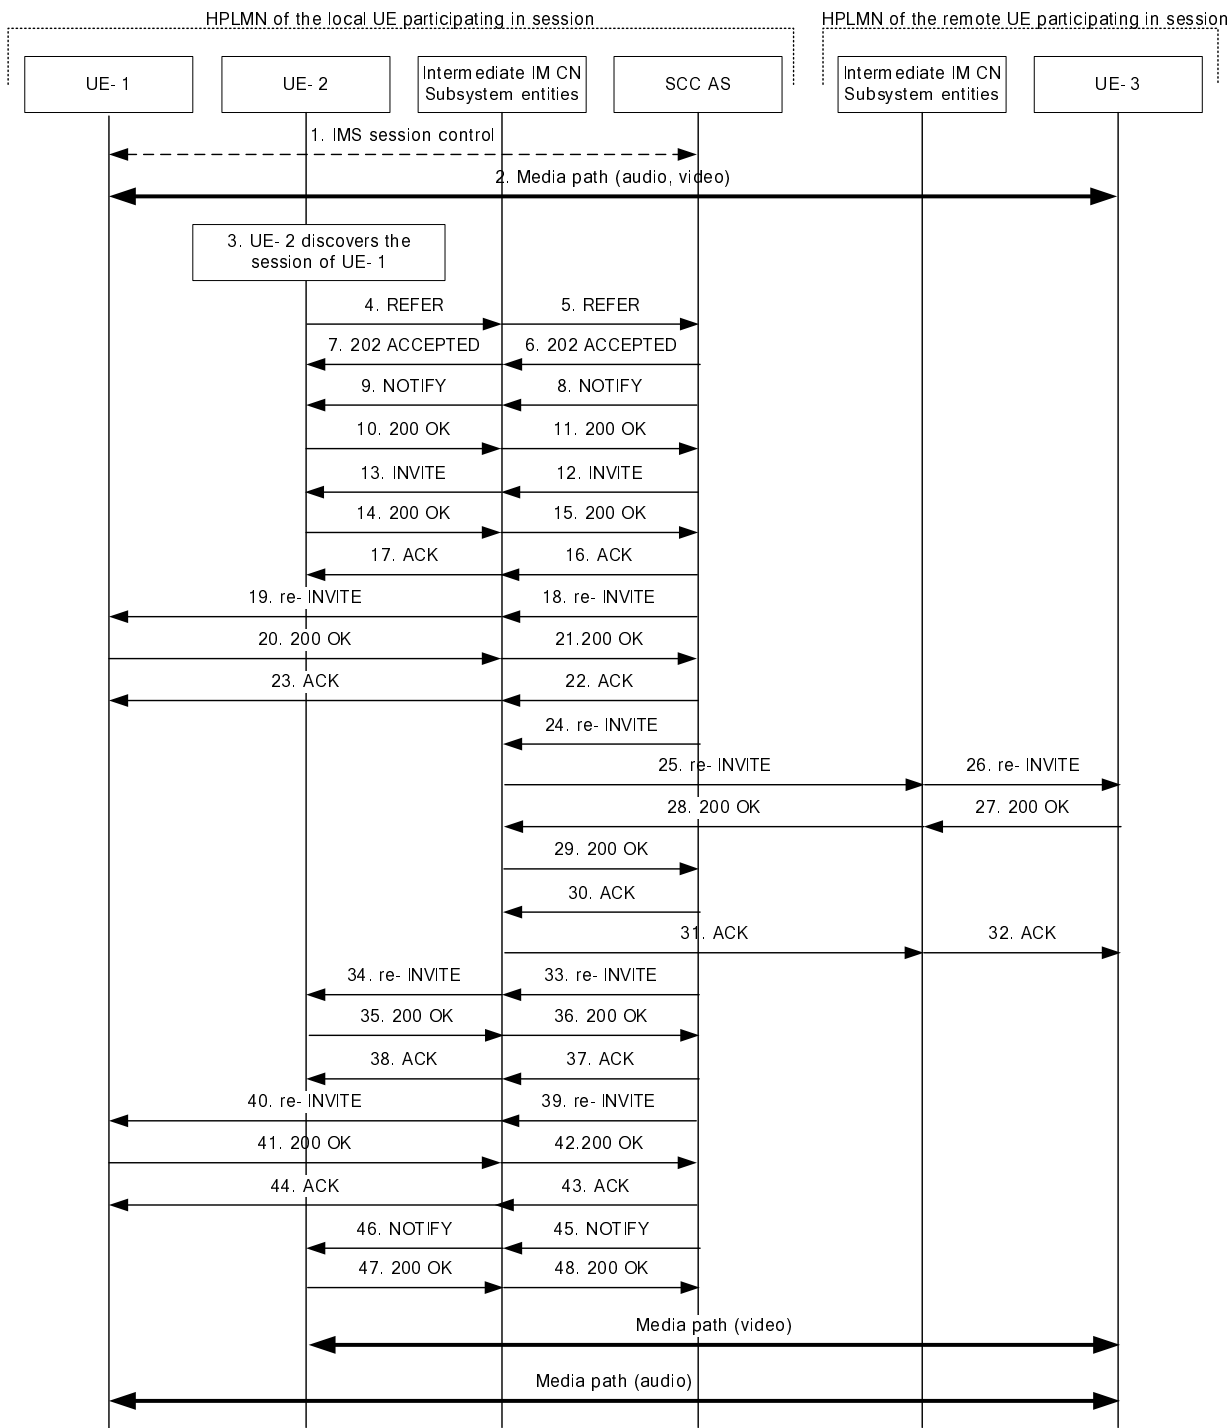 HPLMN of the local UE participating in session
HPLMN of the remote UE participating in session
UE- 1
UE- 2
Intermediate IM CN
Subsystem entities
SCC AS
Intermediate IM CN
Subsystem entities
UE- 3
1. IMS session control
2. Media path (audio, video)
3. UE- 2 discovers the
session of UE- 1
4. REFER
5. REFER
7. 202 ACCEPTED
6. 202 ACCEPTED
9. NOTIFY
8. NOTIFY
10. 200 OK
11. 200 OK
13. INVITE
12. INVITE
14. 200 OK
15. 200 OK
17. ACK
16. ACK
19. re- INVITE
18. re- INVITE
20. 200 OK
21.200 OK
23. ACK
22. ACK
24. re- INVITE
25. re- INVITE
26. re- INVITE
28. 200 OK
27. 200 OK
29. 200 OK
30. ACK
31. ACK
32. ACK
34. re- INVITE
33. re- INVITE
35. 200 OK
36. 200 OK
38. ACK
37. ACK
40. re- INVITE
39. re- INVITE
41. 200 OK
42.200 OK
44. ACK
43. ACK
46. NOTIFY
45. NOTIFY
47. 200 OK
48. 200 OK
Media path (video)
Media path (audio)